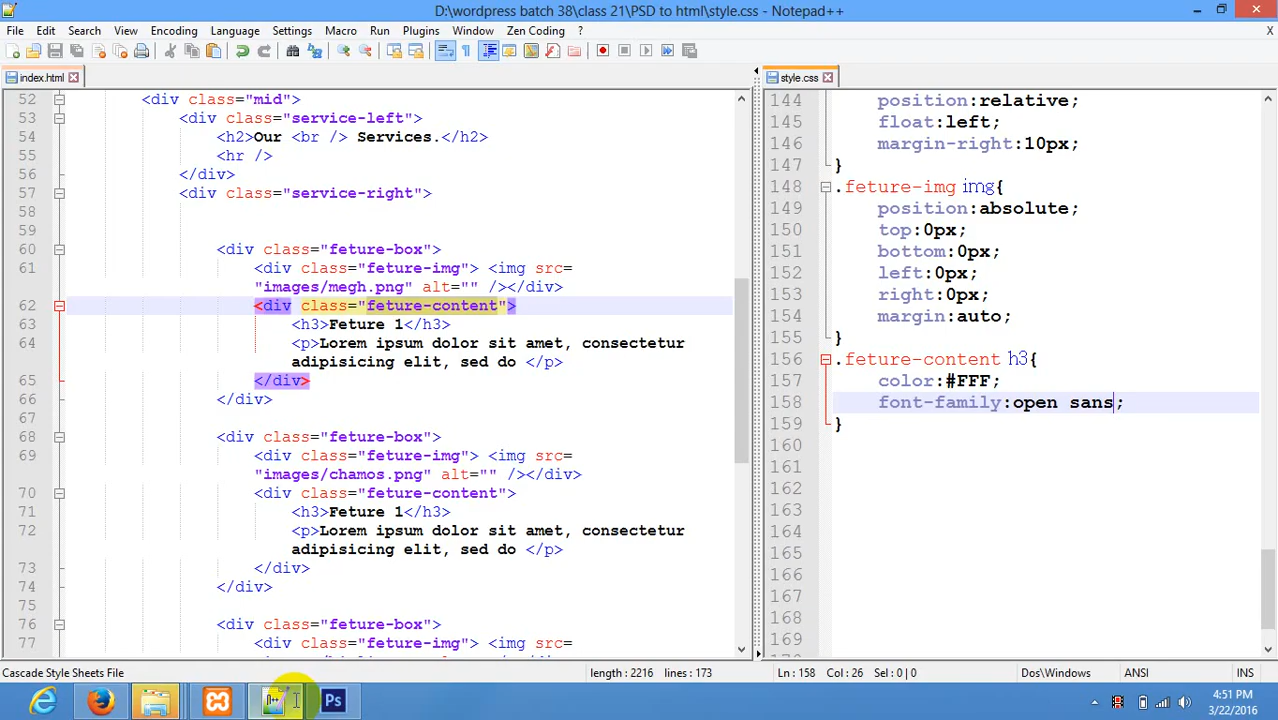 D:\wordpress batch 38\class 21\PSD to html\style.css - Notepad++
File Edit Search View Encoding Language Settings Macro Run Plugins Window Zen Coding ? X
index.html
52 <div class="mid">
53 <div class="service-left">
54 <h2>Our <br /> Services.</h2>
55 <hr />
56 </div>
57 <div class="service-right">
58
59
60 <div class="feture-box">
61 <div class="feture-img"> <img src=
"images/megh.png" alt="" /></div>
62 <div class="feture-content">
63 <h3>Feture 1</h3>
64 <p>Lorem ipsum dolor sit amet, consectetur
adipisicing elit, sed do </p>
65 </div>
66 </div>
67
68 <div class="feture-box">
69 <div class="feture-img"> <img src=
"images/chamos.png" alt="" /></div>
70 <div class="feture-content">
71 <h3>Feture 1</h3>
72 <p>Lorem ipsum dolor sit amet, consectetur
adipisicing elit, sed do </p>
73 </div>
74 </div>
75
76 <div class="feture-box">
77 <div class="feture-img"> <img src=
style.css
144 position:relative;
145 float:left;
146 margin-right:10px;
147 }
148 .feture-img img{
149 position:absolute;
150 top:0px;
151 bottom:0px;
152 left:0px;
153 right:0px;
154 margin:auto;
155 }
156 .feture-content h3{
157 color:#FFF;
158 font-family:open sans;
159 }
160
161
162
163
164
165
166
167
168
169
Cascade Style Sheets File length : 2216 lines : 173 Ln : 158 Col : 26 Sel : 0 | 0 Dos\Windows ANSI INS
Ps
4:51 PM
3/22/2016